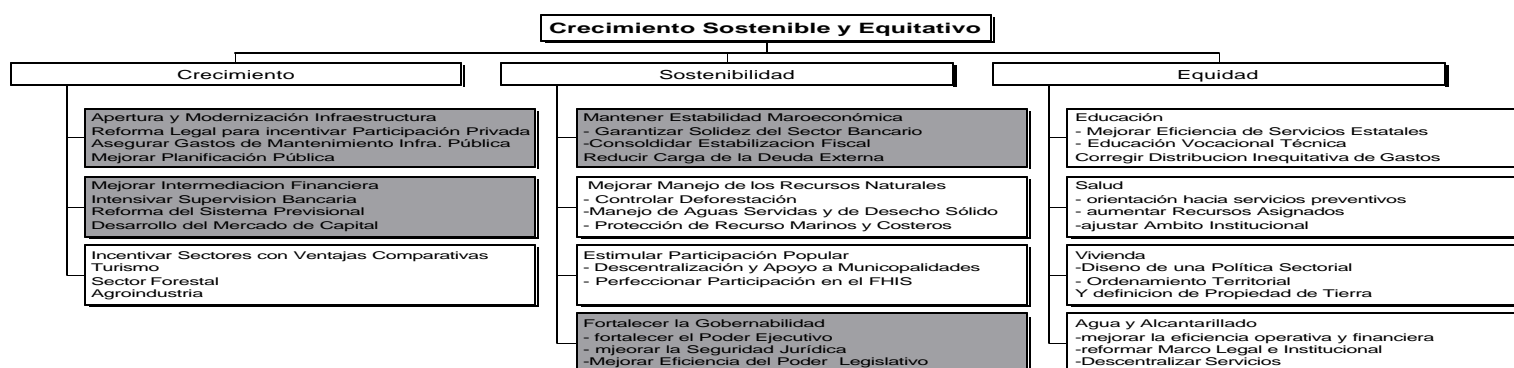 Crecimiento Sostenible y Equitativo
Crecimiento
Apertura y Modernización Infraestructura
Reforma Legal para incentivar Participación Privada
Asegurar Gastos de Mantenimiento Infra. Pública
Mejorar Planificación Pública
Mejorar Intermediacion Financiera
Intensivar Supervision Bancaria
Reforma del Sistema Previsional
Desarrollo del Mercado de Capital
Incentivar Sectores con Ventajas Comparativas
Turismo
Sector Forestal
Agroindustria
Sostenibilidad
Mantener Estabilidad Maroeconómica
- Garantizar Solidez del Sector Bancario
-Consoldidar Estabilizacion Fiscal
Reducir Carga de la Deuda Externa
Mejorar Manejo de los Recursos Naturales
- Controlar Deforestación
-Manejo de Aguas Servidas y de Desecho Sólido
- Protección de Recurso Marinos y Costeros
Estimular Participación Popular
- Descentralización y Apoyo a Municopalidades
- Perfeccionar Participación en el FHIS
Fortalecer la Gobernabilidad
- fortalecer el Poder Ejecutivo
- mjeorar la Seguridad Jurídica
-Mejorar Eficiencia del Poder Legislativo
Equidad
Educación
- Mejorar Eficiencia de Servicios Estatales
- Educación Vocacional Técnica
Corregir Distribucion Inequitativa de Gastos
Salud
- orientación hacia servicios preventivos
- aumentar Recursos Asignados
-ajustar Ambito Institucional
Vivienda
-Diseno de una Política Sectorial
- Ordenamiento Territorial
Y definicion de Propiedad de Tierra
Agua y Alcantarillado
-mejorar la eficiencia operativa y financiera
-reformar Marco Legal e Institucional
-Descentralizar Servicios